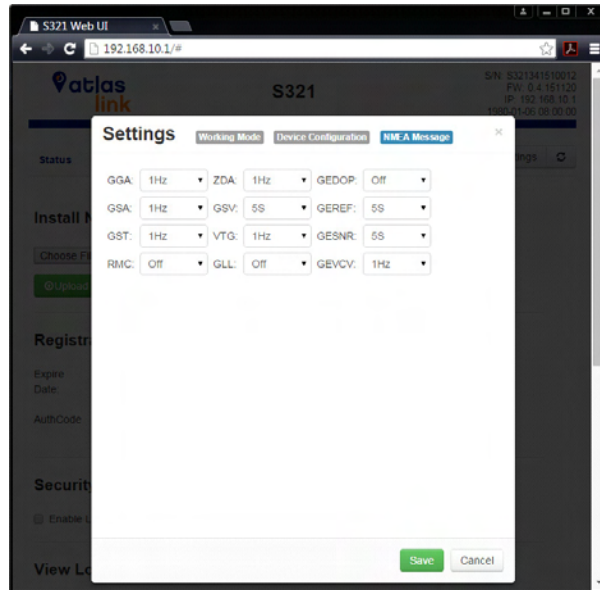 S321 Web UI
192.168.10.1/#
atlas link
S321
S/N: S321341510012
FW: 0.4.151120
IP: 192.168.10.1
1980-01-06 08:00:00
Settings Working Mode Device Configuration NMEA Message ×
Status
ngs
GGA: 1Hz ZDA: 1Hz GEDOP: Off
GSA: 1Hz GSV: 5S GEREF: 5S
GST: 1Hz VTG: 1Hz GESNR: 5S
RMC: Off GLL: Off GEVCV: 1Hz
Install N
Choose Fi
Upload
Registra
Expire
Date:
AuthCode
Security
Enable U
View Lo
Save Cancel